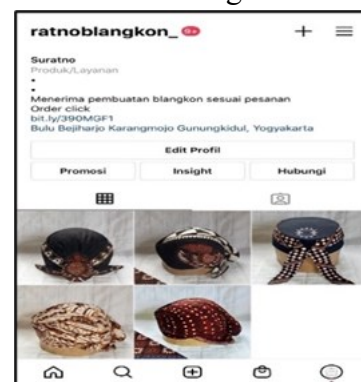 ratnoblangkon_ 9+
Suratno
Produk/Layanan
•
•
Menerima pembuatan blangkon sesuai pesanan
Order click
bit.ly/390MGF1
Bulu Bejiharjo Karangmojo Gunungkidul, Yogyakarta
Edit Profil
Promosi Insight Hubungi